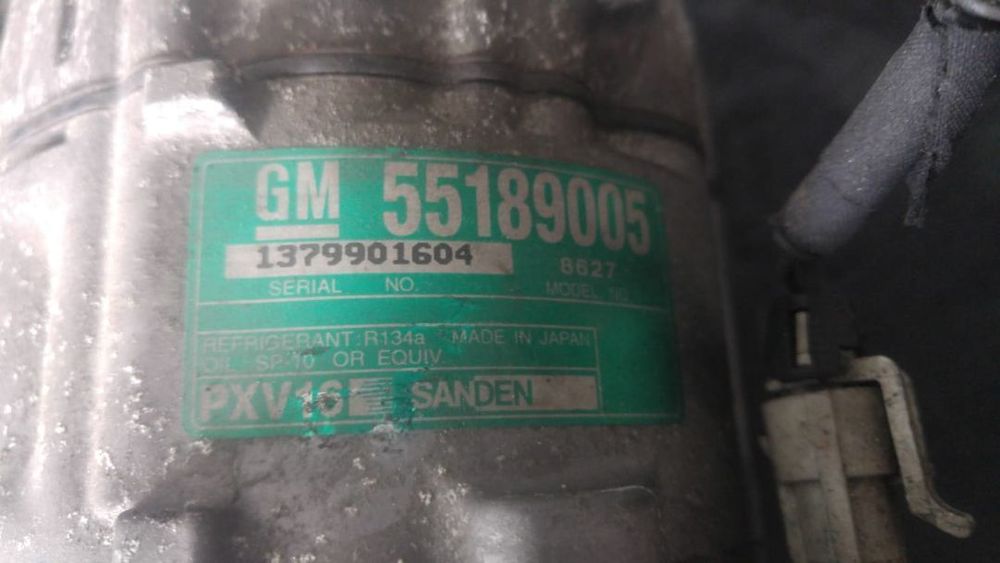 GM 55189005
1379901604 8627
SERIAL NO. MODEL NO.
REFRIGERANT: R134a MADE IN JAPAN
OIL SP-10 OR EQUIV.
PXV16 SANDEN